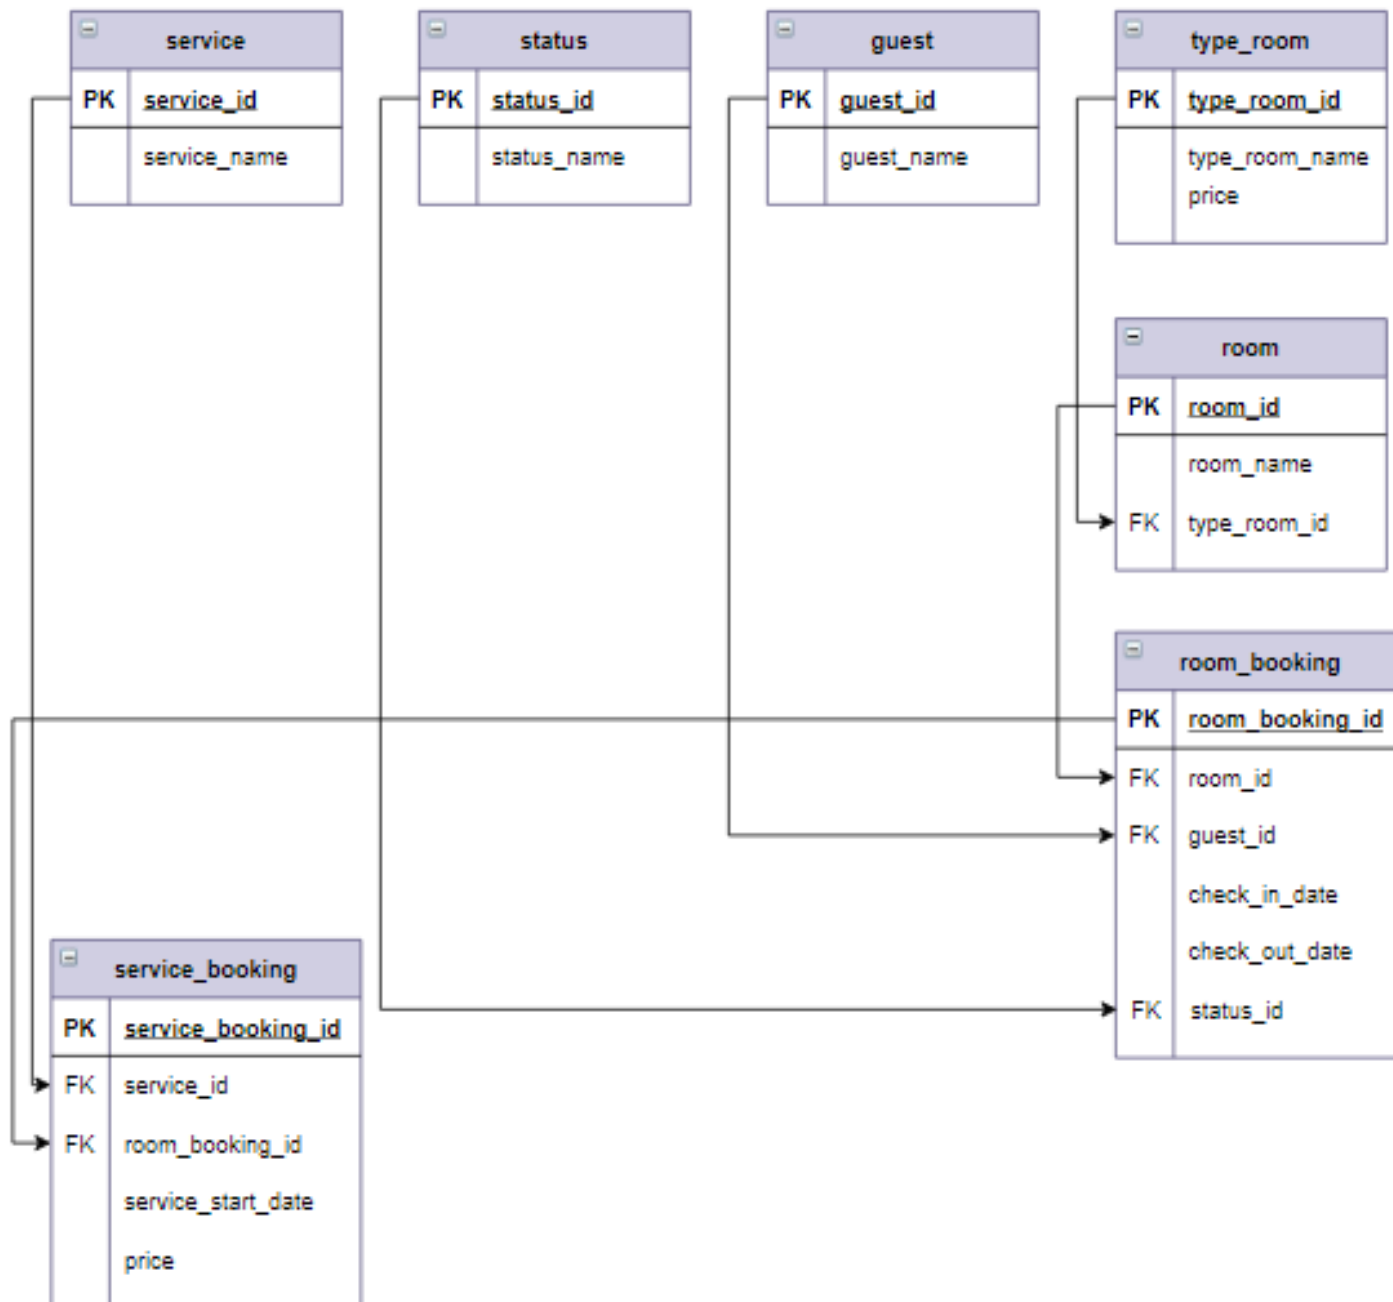 service
PK service_id
service_name
status
PK status_id
status_name
guest
PK guest_id
guest_name
type_room
PK type_room_id
type_room_name
price
room
PK room_id
room_name
FK type_room_id
room_booking
PK room_booking_id
FK room_id
FK guest_id
check_in_date
check_out_date
FK status_id
service_booking
PK service_booking_id
FK service_id
FK room_booking_id
service_start_date
price